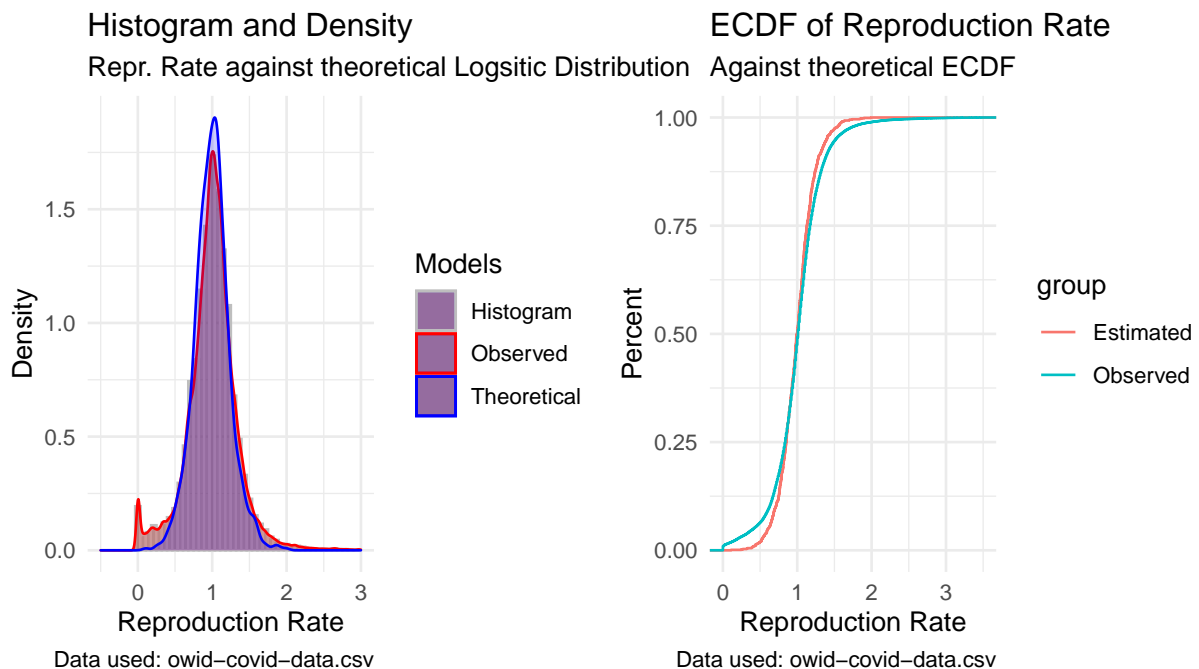 Histogram and Density
Repr. Rate against theoretical Logsitic Distribution
Density
1.5
1.0
0.5
0.0
0
1
2
3
Reproduction Rate
Data used: owid−covid−data.csv
Models
Histogram
Observed
Theoretical
ECDF of Reproduction Rate
Against theoretical ECDF
Percent
1.00
0.75
0.50
0.25
0.00
0
1
2
3
Reproduction Rate
Data used: owid−covid−data.csv
group
Estimated
Observed